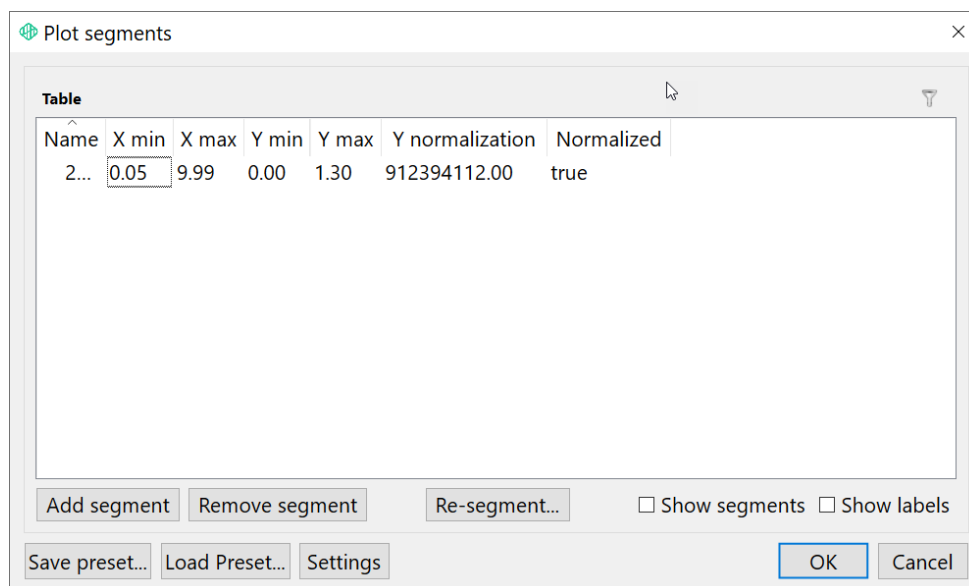 Plot segments
Table
Name X min X max Y min Y max Y normalization Normalized
2... 0.05 9.99 0.00 1.30 912394112.00 true
Add segment Remove segment Re-segment... Show segments Show labels
Save preset... Load Preset... Settings OK Cancel